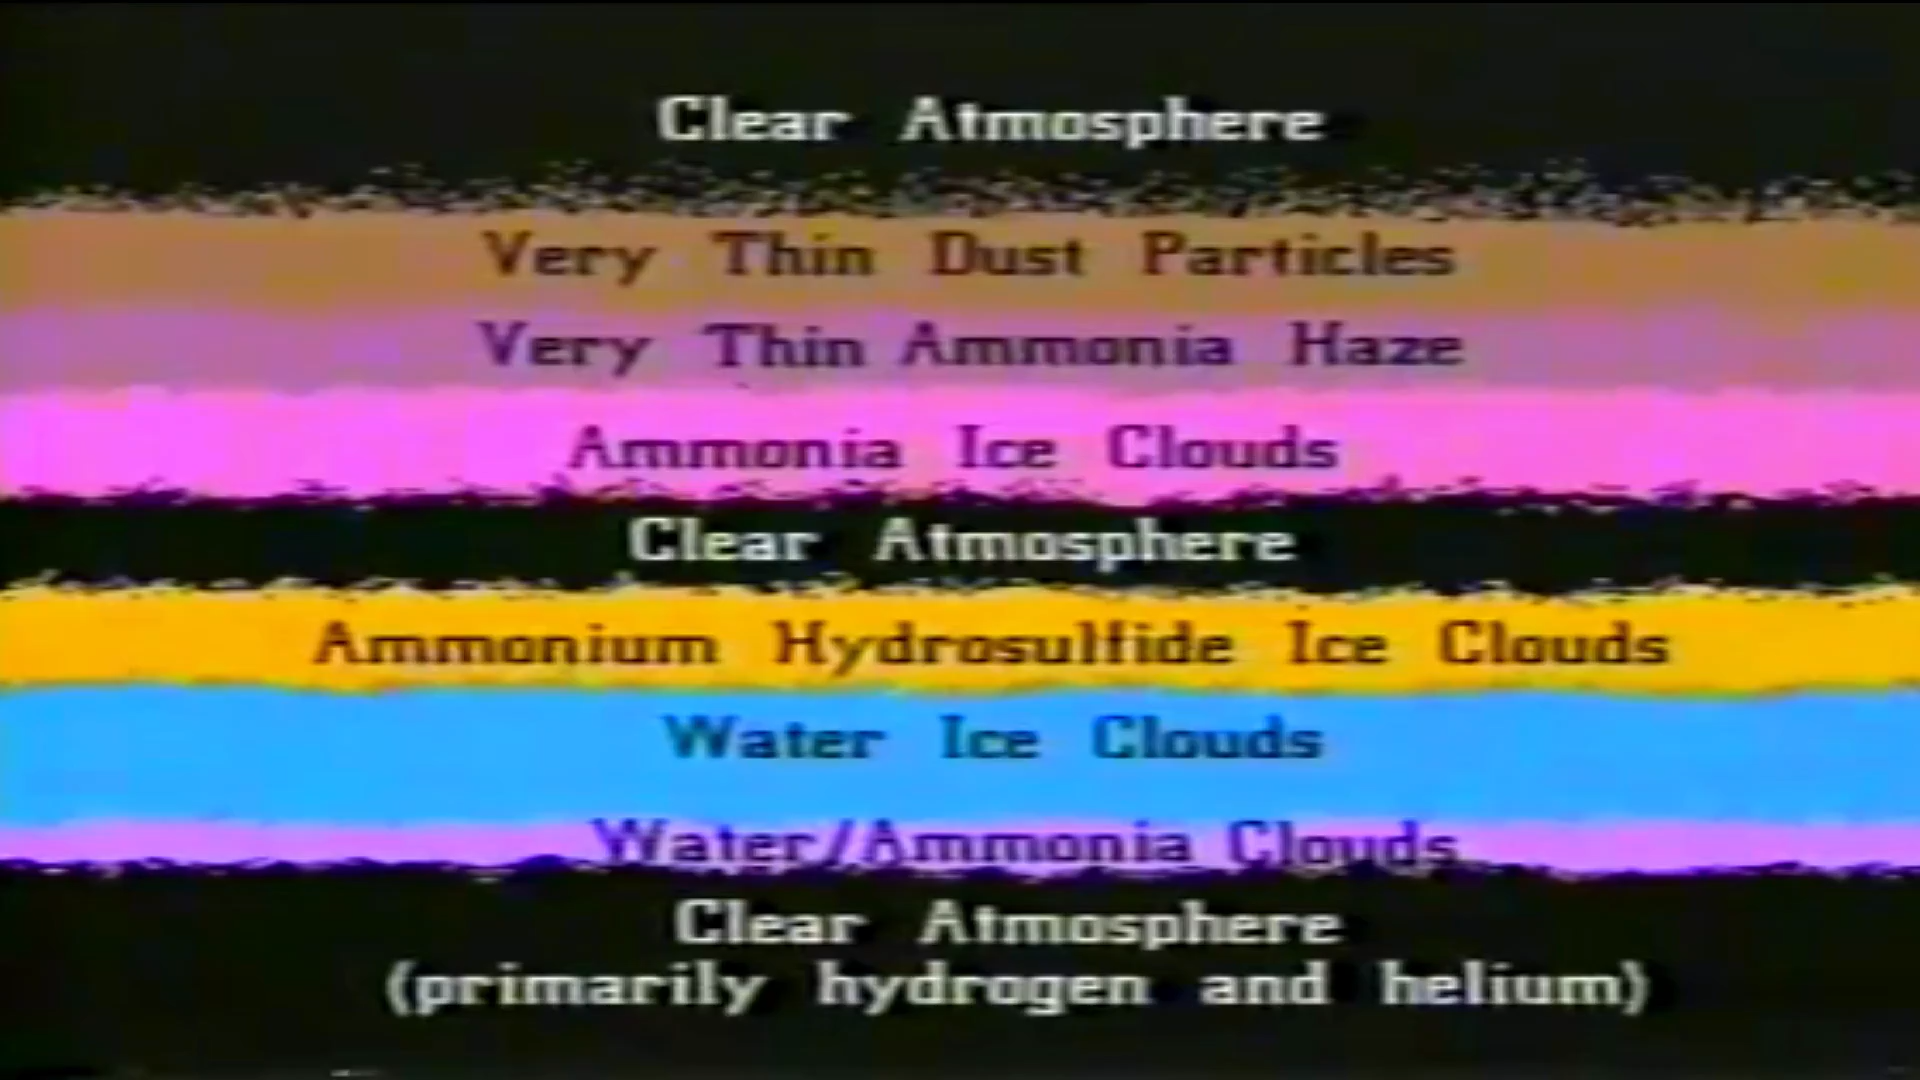 Clear Atmosphere
Very Thin Dust Particles
Very Thin Ammonia Haze
Ammonia Ice Clouds
Clear Atmosphere
Ammonium Hydrosulfide Ice Clouds
Water Ice Clouds
Water/Ammonia Clouds
Clear Atmosphere
(primarily hydrogen and helium)